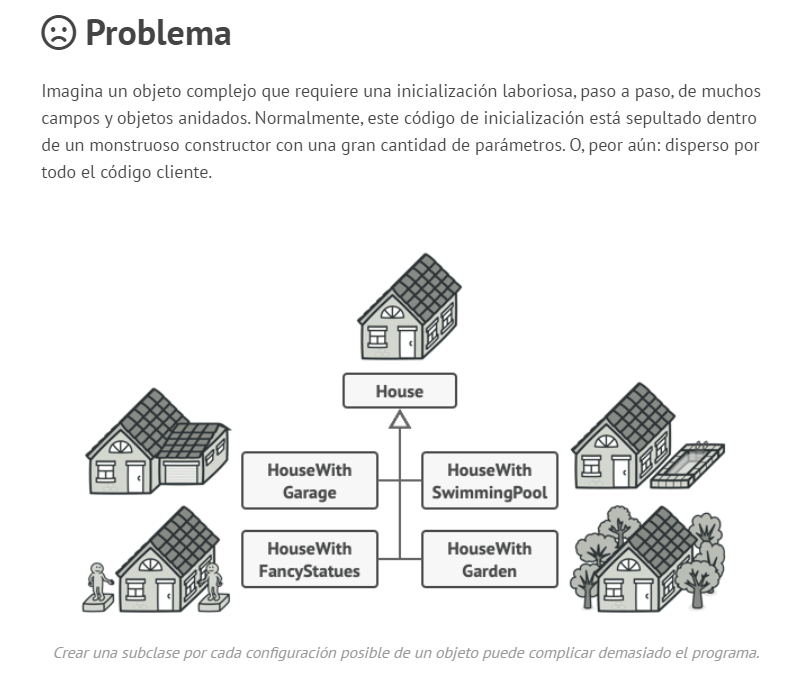 Problema
Imagina un objeto complejo que requiere una inicialización laboriosa, paso a paso, de muchos
campos y objetos anidados. Normalmente, este código de inicialización está sepultado dentro
de un monstruoso constructor con una gran cantidad de parámetros. O, peor aún: disperso por
todo el código cliente.
House
HouseWith
Garage
HouseWith
SwimmingPool
HouseWith
FancyStatues
HouseWith
Garden
Crear una subclase por cada configuración posible de un objeto puede complicar demasiado el programa.